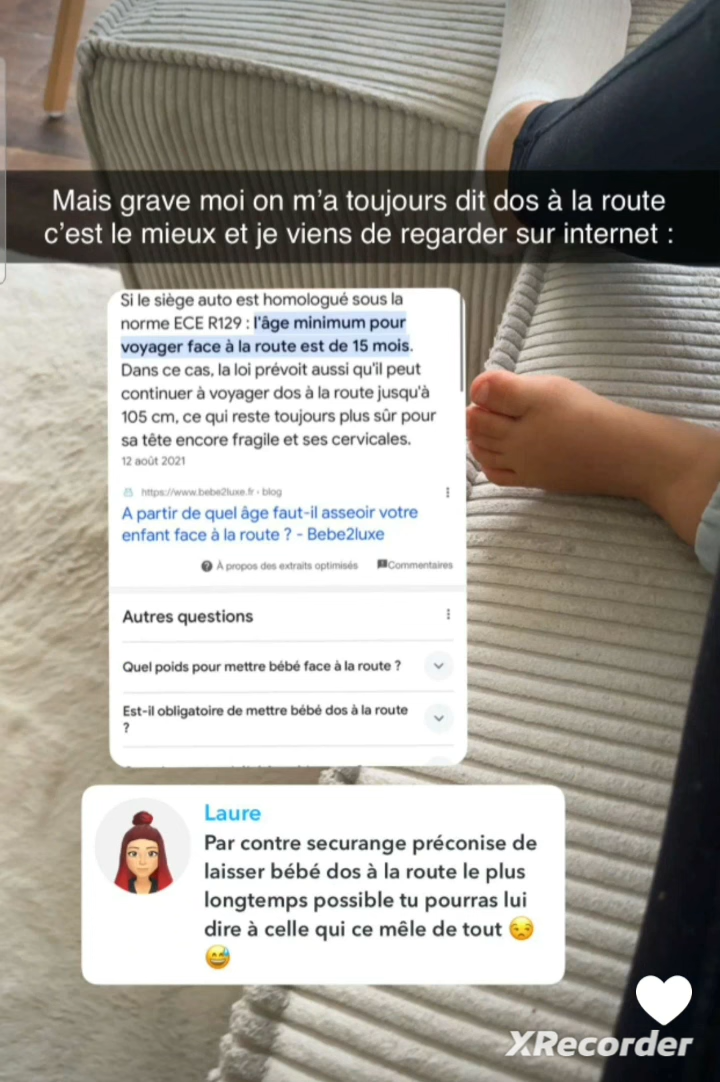 Mais grave moi on m’a toujours dit dos à la route
c’est le mieux et je viens de regarder sur internet :
Si le siège auto est homologué sous la
norme ECE R129 : l'âge minimum pour
voyager face à la route est de 15 mois.
Dans ce cas, la loi prévoit aussi qu'il peut
continuer à voyager dos à la route jusqu'à
105 cm, ce qui reste toujours plus sûr pour
sa tête encore fragile et ses cervicales.
12 août 2021
https://www.bebe2luxe.fr › blog
A partir de quel âge faut-il asseoir votre
enfant face à la route ? - Bebe2luxe
À propos des extraits optimisés
Commentaires
Autres questions
Quel poids pour mettre bébé face à la route ?
Est-il obligatoire de mettre bébé dos à la route
?
Laure
Par contre securange préconise de
laisser bébé dos à la route le plus
longtemps possible tu pourras lui
dire à celle qui ce mêle de tout 😒
😅
XRecorder